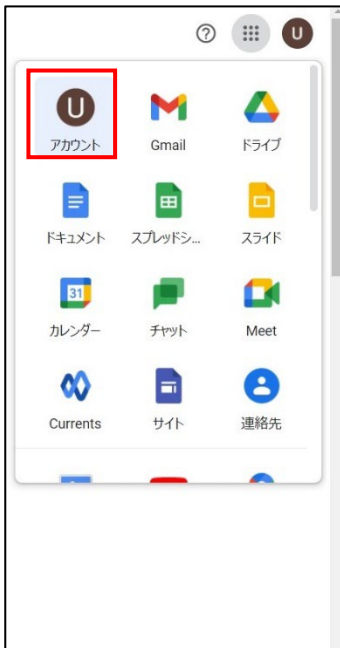 U
U
アカウント Gmail ドライブ
ドキュメント スプレッドシ... スライド
31
カレンダー チャット Meet
Currents サイト 連絡先